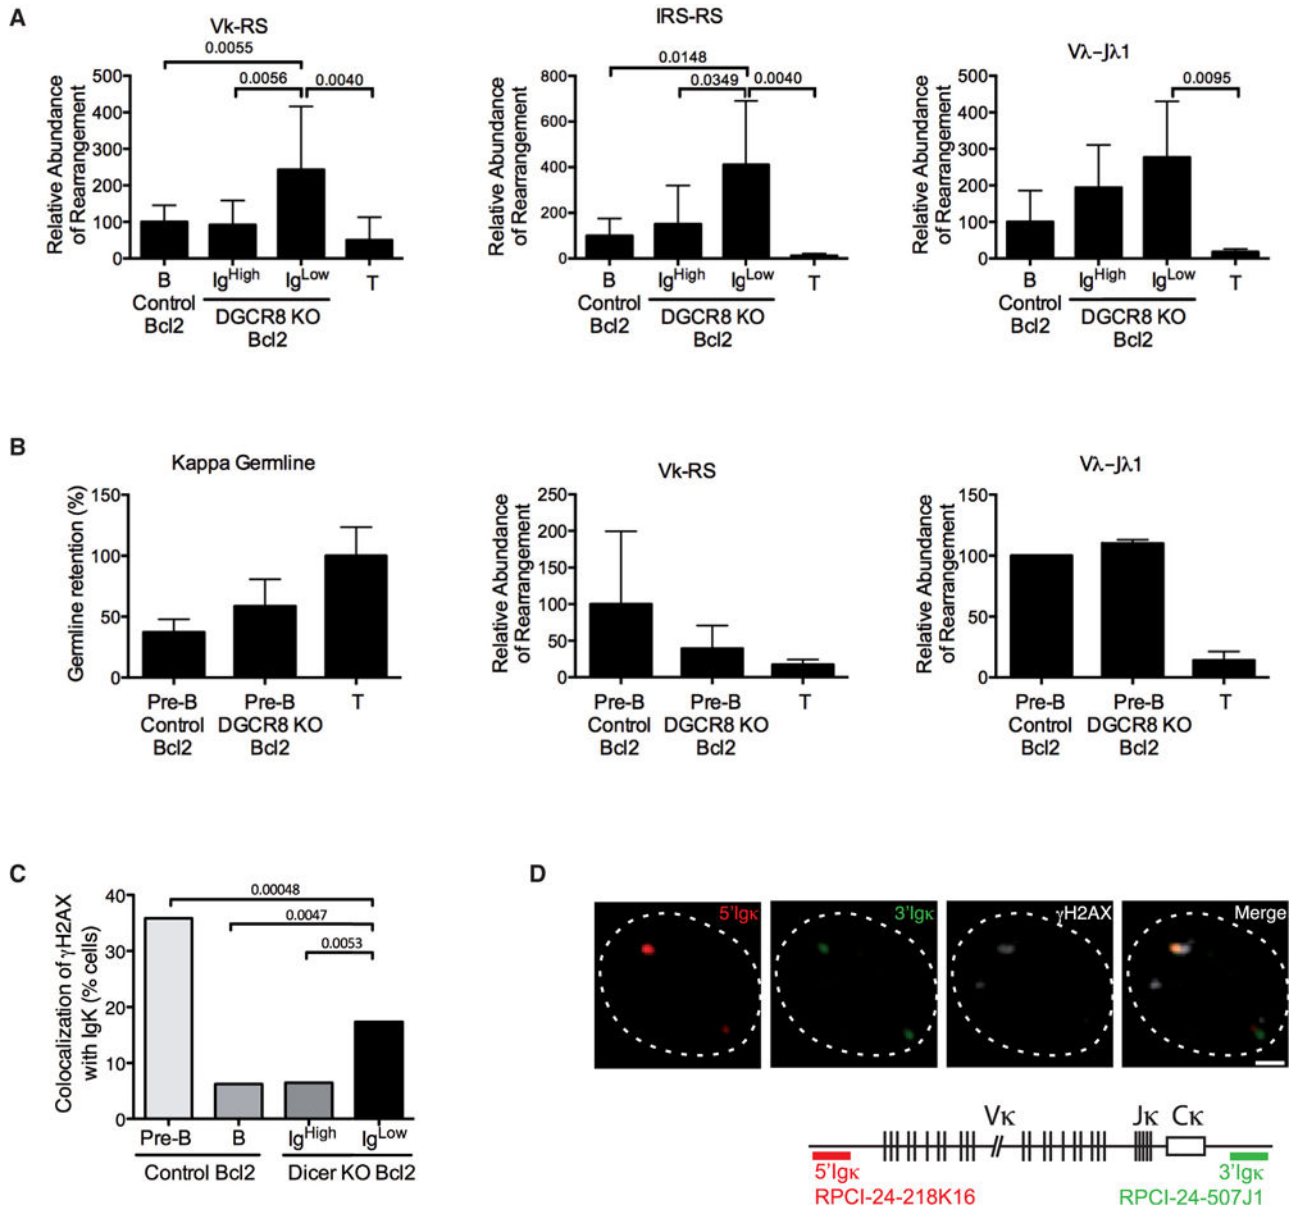 A
Vk-RS
0.0055
0.0056
0.0040
Relative Abundance
of Rearrangement
500
400
300
200
100
0
B
Control
Bcl2
IgHigh
IgLow
DGCR8 KO
Bcl2
T
IRS-RS
0.0148
0.0349
0.0040
Relative Abundance
of Rearrangement
800
600
400
200
0
B
Control
Bcl2
IgHigh
IgLow
DGCR8 KO
Bcl2
T
Vλ–Jλ1
0.0095
Relative Abundance
of Rearrangement
500
400
300
200
100
0
B
Control
Bcl2
IgHigh
IgLow
DGCR8 KO
Bcl2
T
B
Kappa Germline
Germline retention (%)
150
100
50
0
Pre-B
Control
Bcl2
Pre-B
DGCR8 KO
Bcl2
T
Vk-RS
Relative Abundance
of Rearrangement
250
200
150
100
50
0
Pre-B
Control
Bcl2
Pre-B
DGCR8 KO
Bcl2
T
Vλ–Jλ1
Relative Abundance
of Rearrangement
150
100
50
0
Pre-B
Control
Bcl2
Pre-B
DGCR8 KO
Bcl2
T
C
Colocalization of γH2AX
with IgK (% cells)
0.00048
0.0047
0.0053
40
30
20
10
0
Pre-B
B
IgHigh
IgLow
Control Bcl2
Dicer KO Bcl2
D
5'Igκ
3'Igκ
γH2AX
Merge
Vκ
Jκ
Cκ
5'Igκ
RPCI-24-218K16
3'Igκ
RPCI-24-507J1